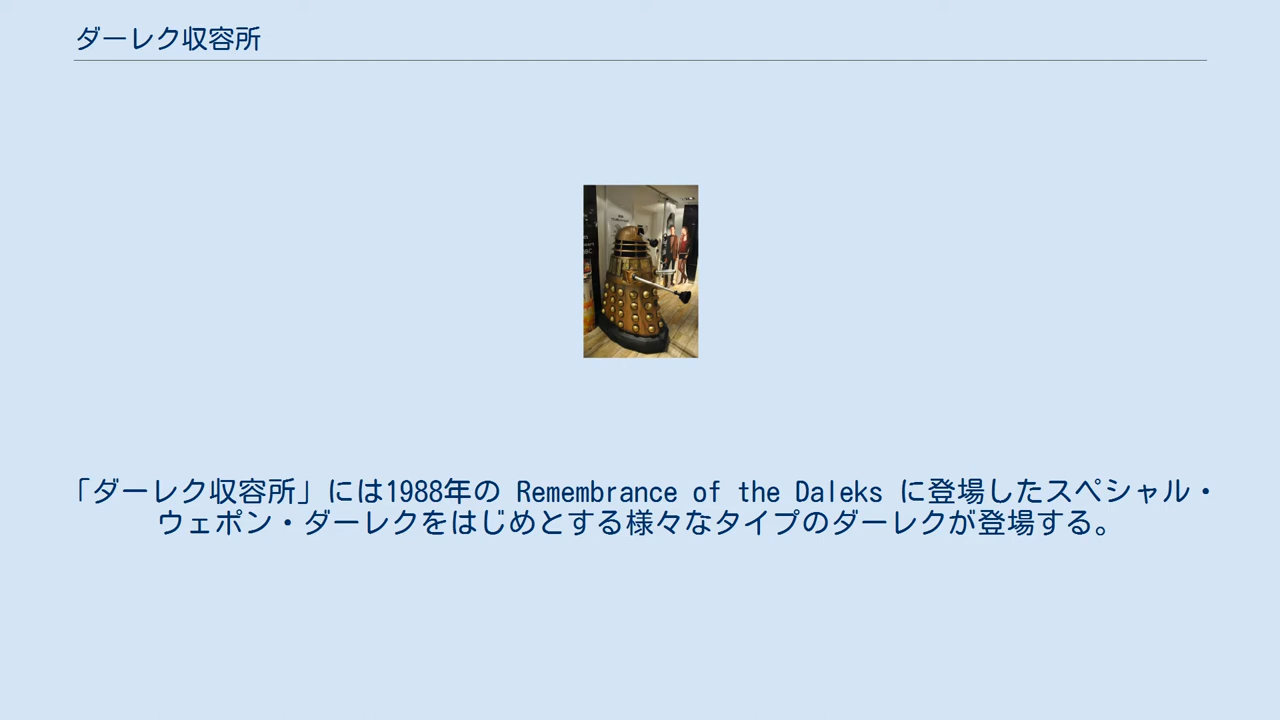 ダーレク収容所
「ダーレク収容所」には1988年の Remembrance of the Daleks に登場したスペシャル・
ウェポン・ダーレクをはじめとする様々なタイプのダーレクが登場する。